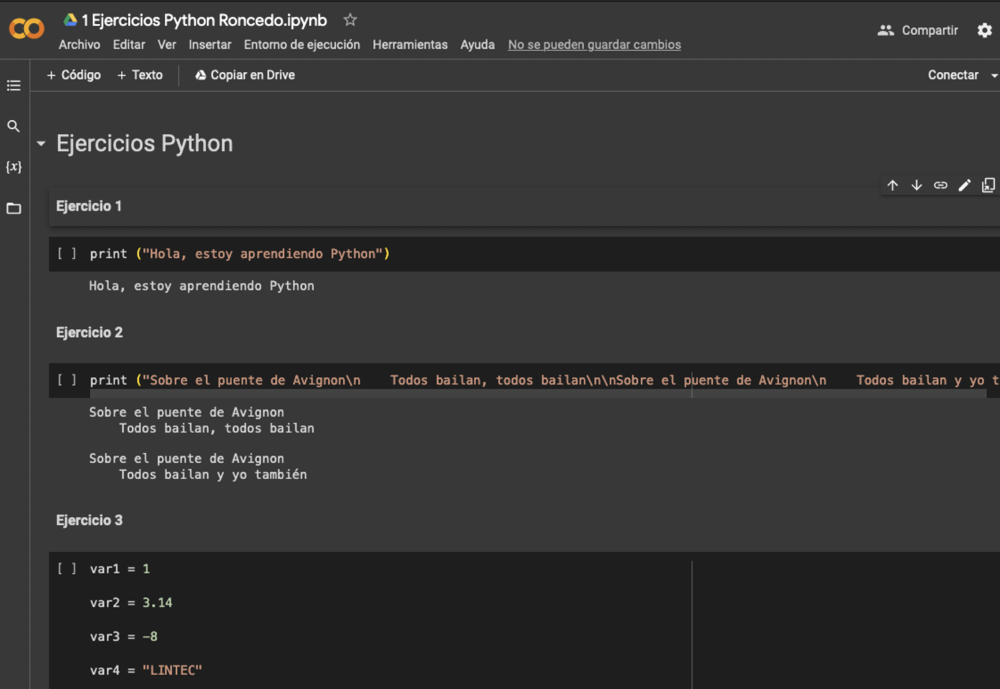 1 Ejercicios Python Roncedo.ipynb
Archivo Editar Ver Insertar Entorno de ejecución Herramientas Ayuda No se pueden guardar cambios
Compartir
+ Código + Texto Copiar en Drive
Conectar
{x}
Ejercicios Python
Ejercicio 1
[ ] print ("Hola, estoy aprendiendo Python")
Hola, estoy aprendiendo Python
Ejercicio 2
[ ] print ("Sobre el puente de Avignon\n    Todos bailan, todos bailan\n\nSobre el puente de Avignon\n    Todos bailan y yo t
Sobre el puente de Avignon
    Todos bailan, todos bailan
Sobre el puente de Avignon
    Todos bailan y yo también
Ejercicio 3
[ ] var1 = 1
var2 = 3.14
var3 = -8
var4 = "LINTEC"